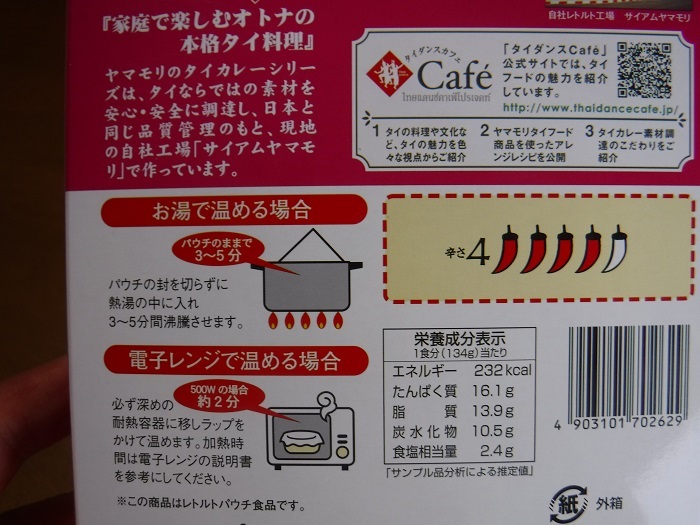 『家庭で楽しむオトナの
本格タイ料理』
ヤマモリのタイカレーシリー
ズは、タイならではの素材を
安心・安全に調達し、日本と
同じ品質管理のもと、現地
の自社工場「サイアムヤマモ
リ」で作っています。
自社レトルト工場 サイアムヤマモリ
タイダンスカフェ
Café
「タイダンスCafé」
公式サイトでは、タイ
フードの魅力を紹介
しています。
http://www.thaidancecafe.jp/
1 タイの料理や文化な
ど、タイの魅力を色
々な視点からご紹介
2 ヤマモリタイフード
商品を使ったアレ
ンジレシピを公開
3 タイカレー素材調
達のこだわりをご
紹介
お湯で温める場合
パウチのままで
3~5分
パウチの封を切らずに
熱湯の中に入れ
3~5分間沸騰させます。
電子レンジで温める場合
500Wの場合
約2分
必ず深めの
耐熱容器に移しラップを
かけて温めます。加熱時
間は電子レンジの説明書
を参考にしてください。
※この商品はレトルトパウチ食品です。
辛さ4
栄養成分表示
1食分(134g)当たり
エネルギー 232kcal
たんぱく質 16.1g
脂質 13.9g
炭水化物 10.5g
食塩相当量 2.4g
「サンプル品分析による推定値」
4 903101 702629
紙 外箱